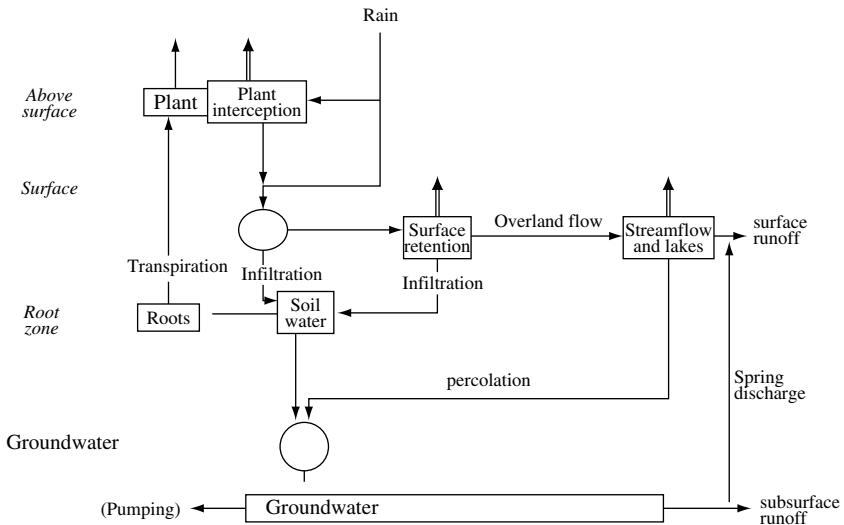 Rain
Above
surface
Plant
Plant
interception
Surface
Surface
retention
Overland flow
Streamflow
and lakes
surface
runoff
Transpiration
Infiltration
Infiltration
Root
zone
Roots
Soil
water
percolation
Spring
discharge
Groundwater
(Pumping)
Groundwater
subsurface
runoff